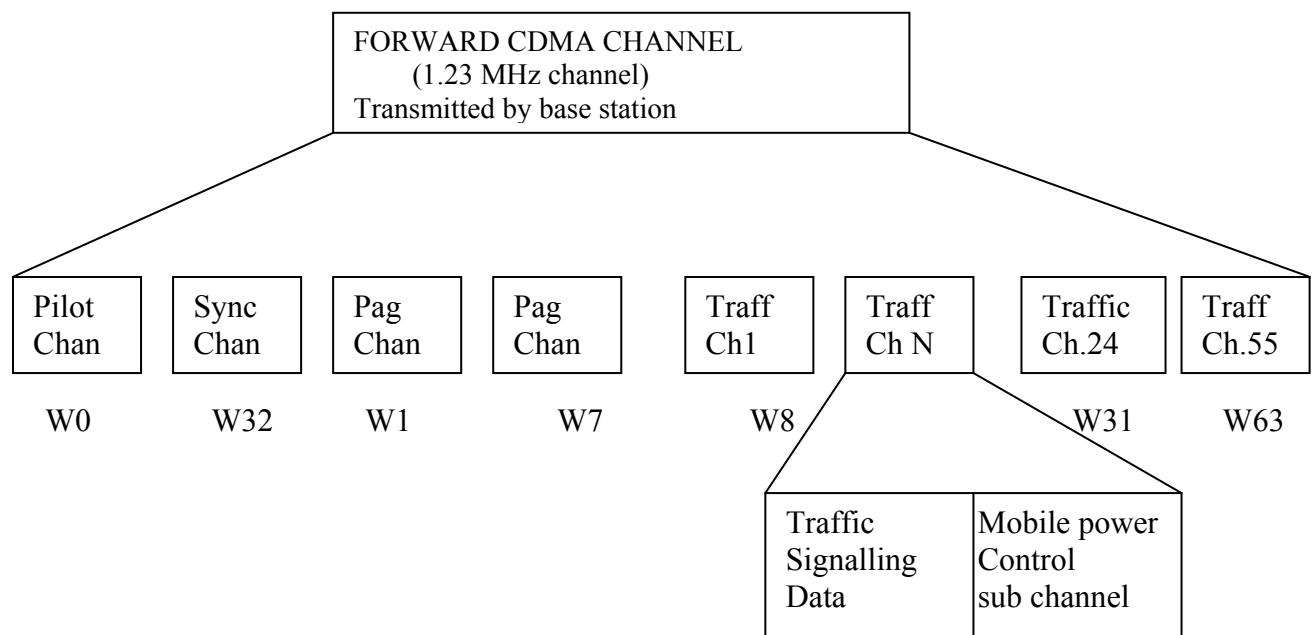 FORWARD CDMA CHANNEL
(1.23 MHz channel)
Transmitted by base station
Pilot
Chan
Sync
Chan
Pag
Chan
Pag
Chan
Traff
Ch1
Traff
Ch N
Traffic
Ch.24
Traff
Ch.55
W0
W32
W1
W7
W8
W31
W63
Traffic
Signalling
Data
Mobile power
Control
sub channel